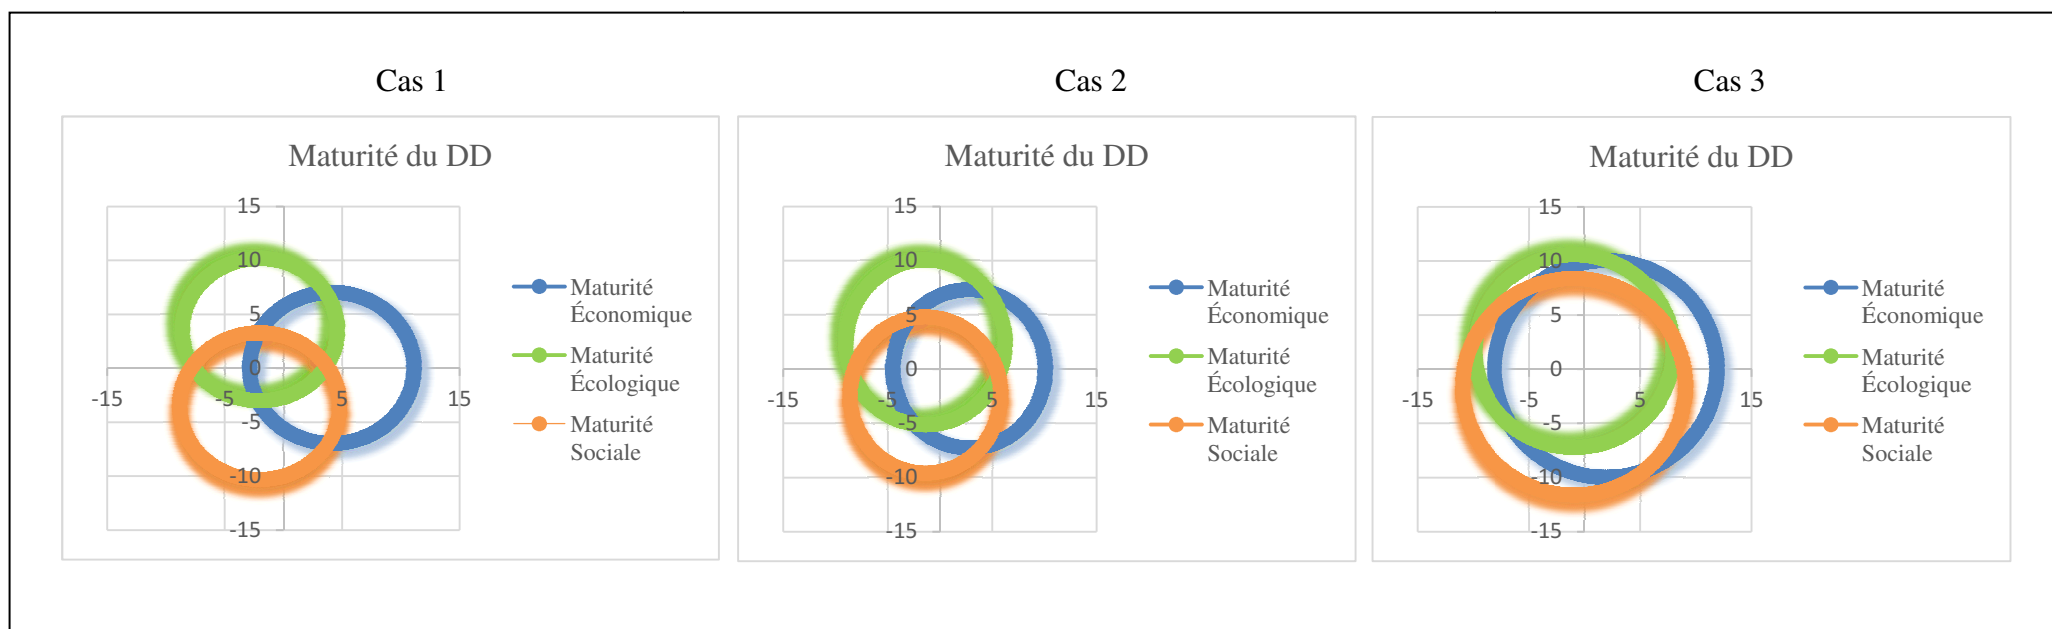 Cas 1
Cas 2
Cas 3
Maturité du DD
15
10
5
0
-5
-10
-15
-15
-5
5
15
Maturité
Économique
Maturité
Écologique
Maturité
Sociale
Maturité du DD
15
10
5
0
-5
-10
-15
-15
-5
5
15
Maturité
Économique
Maturité
Écologique
Maturité
Sociale
Maturité du DD
15
10
5
0
-5
-10
-15
-15
-5
5
15
Maturité
Économique
Maturité
Écologique
Maturité
Sociale